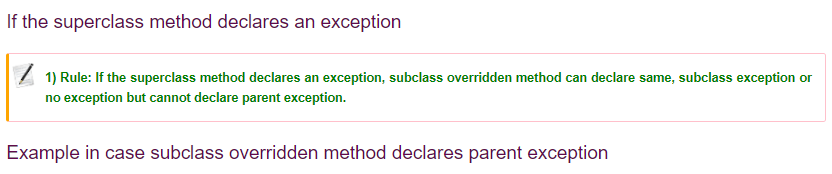 If the superclass method declares an exception
1) Rule: If the superclass method declares an exception, subclass overridden method can declare same, subclass exception or
no exception but cannot declare parent exception.
Example in case subclass overridden method declares parent exception